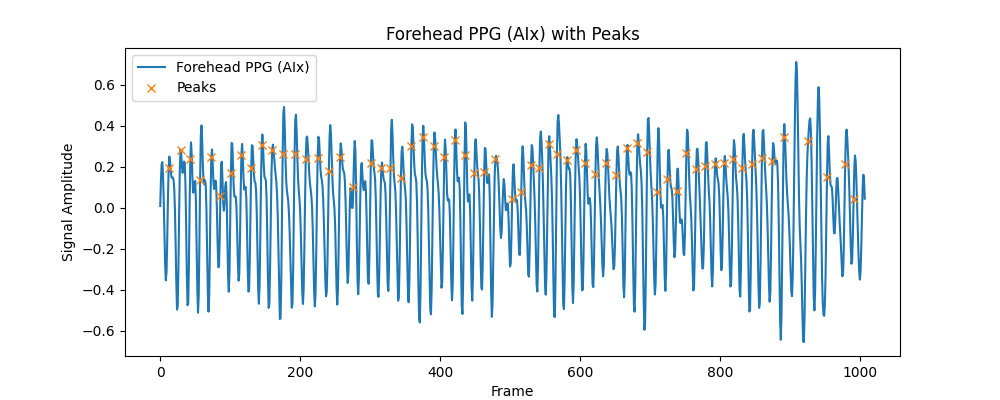 Forehead PPG (AIx) with Peaks
Forehead PPG (AIx)
Peaks
Signal Amplitude
0.6
0.4
0.2
0.0
−0.2
−0.4
−0.6
0 200 400 600 800 1000
Frame